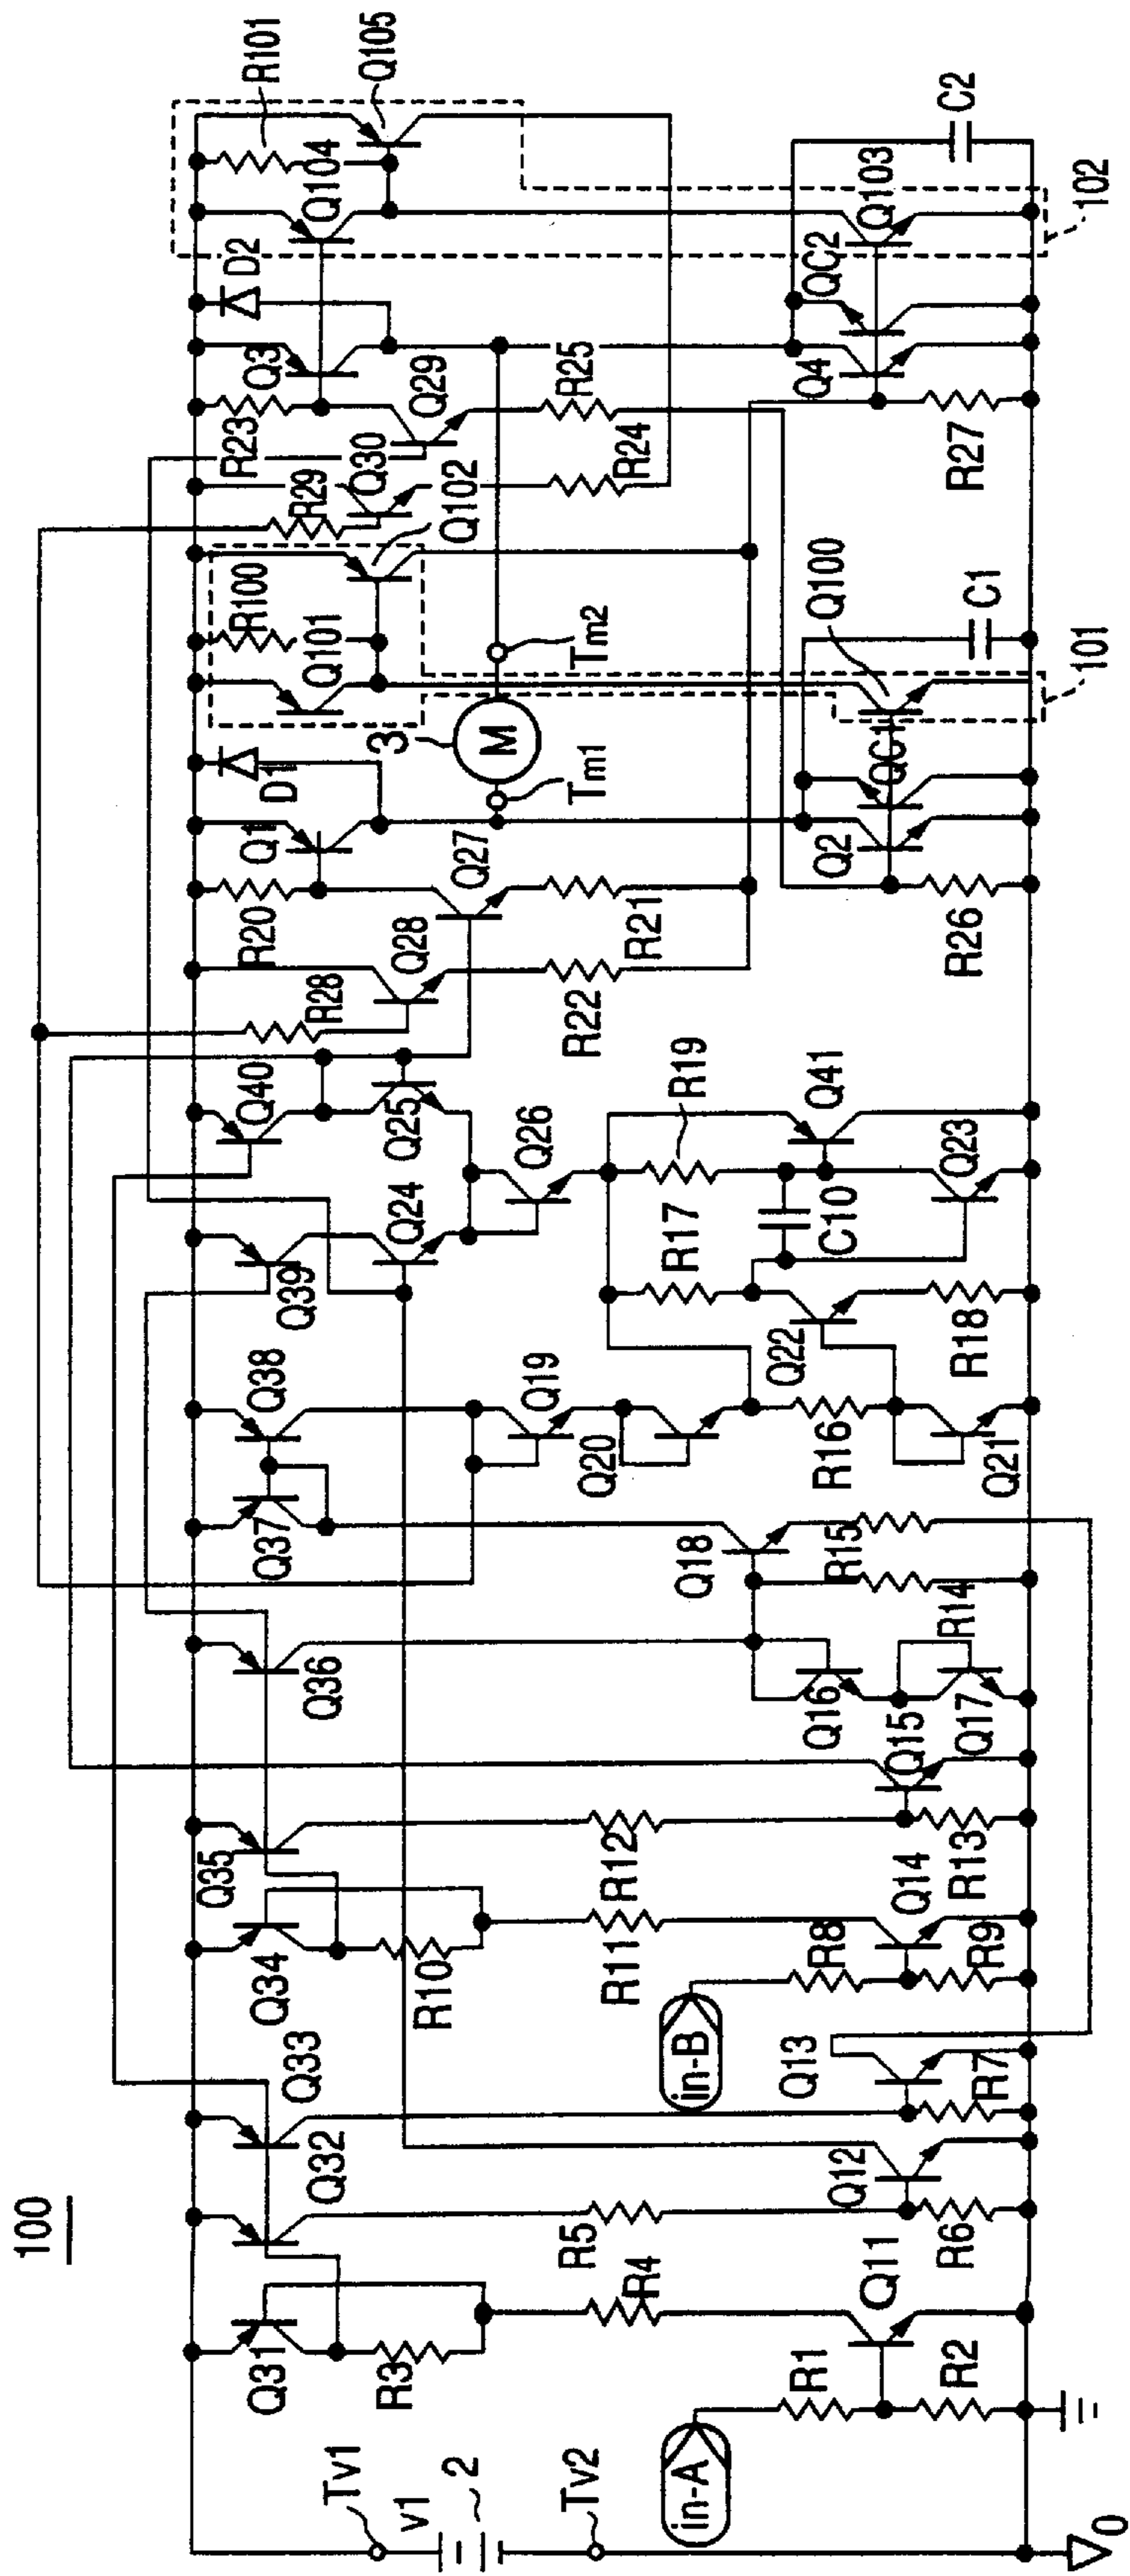 100
Tv1
v1
2
Tv2
0
in-A
R1
R2
Q31
R3
R4
Q11
Q32
R5
R6
Q12
Q33
Q13
R7
in-B
R8
R9
Q34
R10
R11
Q14
Q35
R12
R13
Q15
Q36
Q16
Q17
R14
R15
Q18
Q37
Q38
Q19
Q20
R16
Q21
Q22
R18
R17
C10
R19
Q23
Q41
Q39
Q24
Q40
Q25
Q26
R28
Q28
R22
R20
Q27
R21
R26
Q1
D1
Tm1
3
M
Tm2
Q2
QC1
Q100
C1
101
Q101
R100
Q102
R29
Q30
R24
R23
Q29
R25
Q3
D2
R27
Q4
QC2
Q103
Q104
R101
Q105
C2
102